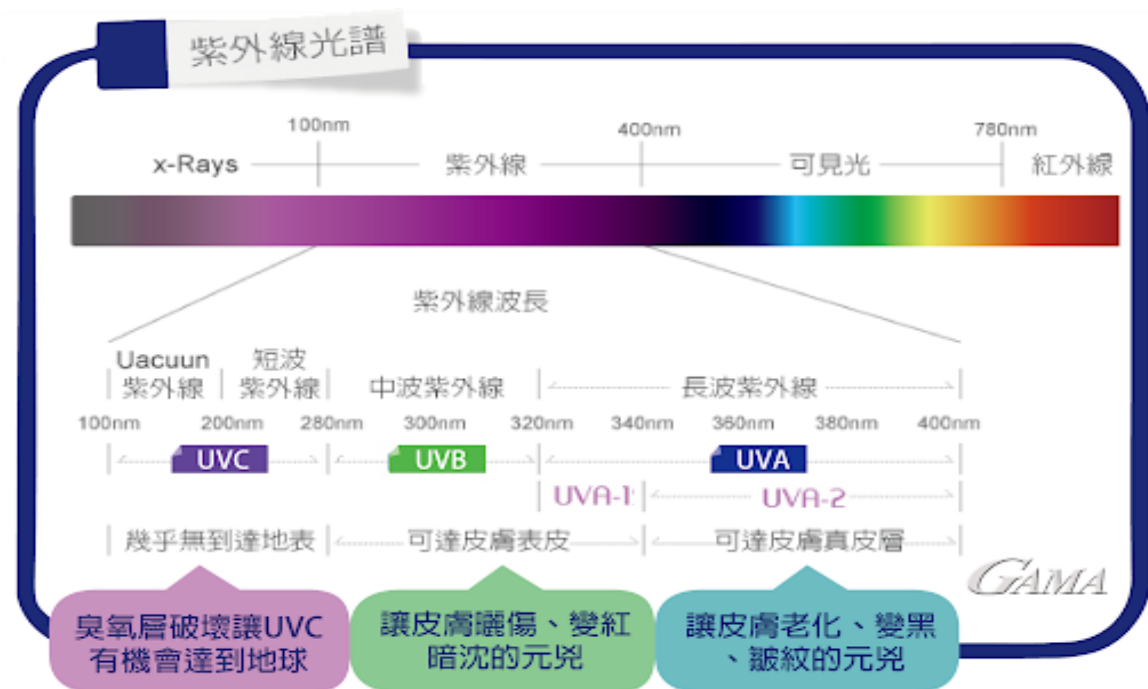 紫外線光譜
100nm 400nm 780nm
x-Rays 紫外線 可見光 紅外線
紫外線波長
Uacuun 短波
紫外線 紫外線 中波紫外線 長波紫外線
100nm 200nm 280nm 300nm 320nm 340nm 360nm 380nm 400nm
UVC UVB UVA
UVA-1 UVA-2
幾乎無到達地表 可達皮膚表皮 可達皮膚真皮層
GAMA
臭氧層破壞讓UVC
有機會達到地球
讓皮膚曬傷、變紅
暗沈的元兇
讓皮膚老化、變黑
、皺紋的元兇